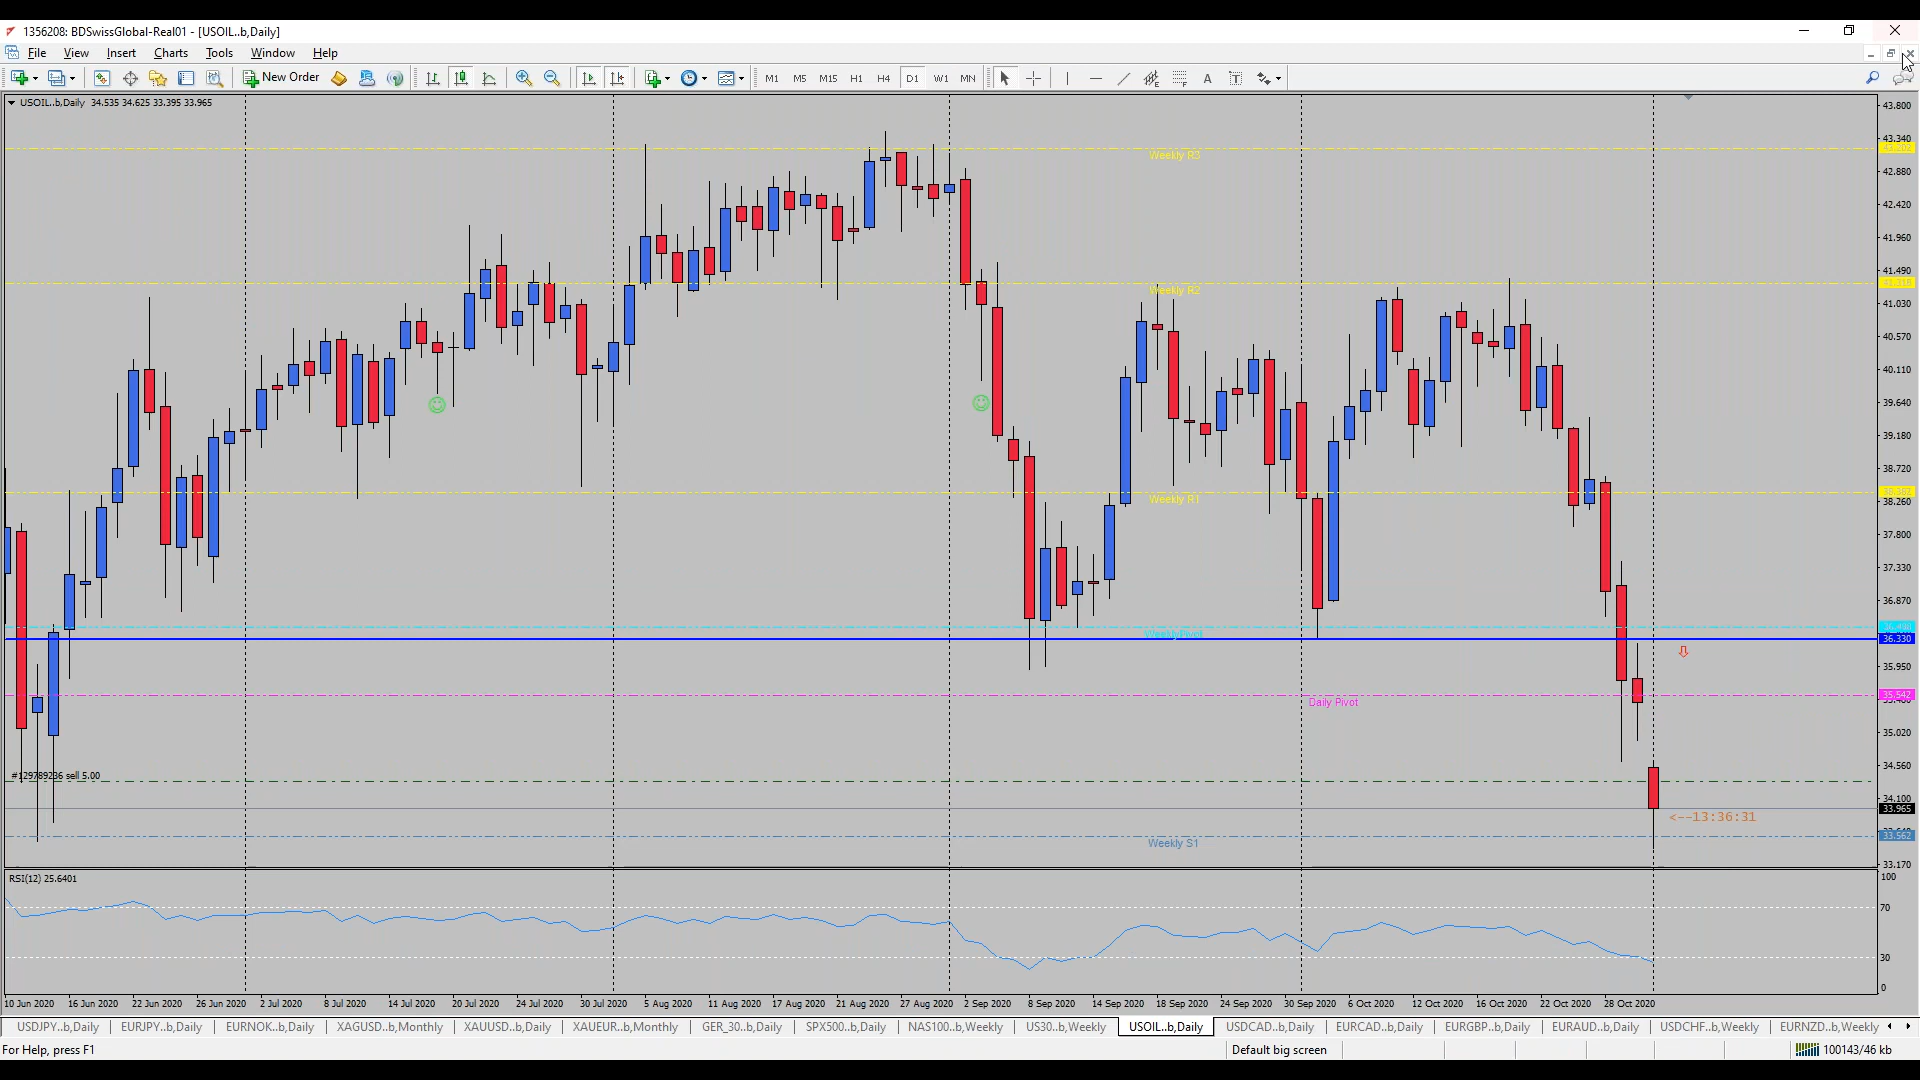 1356208: BDSwissGlobal-Real01 - [USOIL..b,Daily]
File View Insert Charts Tools Window Help
New Order M1 M5 M15 H1 H4 D1 W1 MN A T
USOIL..b,Daily 34.535 34.625 33.395 33.965
43.800
43.340
Weekly R3
42.880
42.420
41.960
41.490
Weekly R2
41.030
40.570
40.110
39.640
39.180
38.720
Weekly R1
38.260
37.800
37.330
36.870
36.330
35.950
35.542
Daily Pivot
35.020
#129789236 sell 5.00
34.560
34.100
33.965
<--13:36:31
33.562
Weekly S1
33.170
RSI(12) 25.6401
100
70
30
0
10 Jun 2020 16 Jun 2020 22 Jun 2020 26 Jun 2020 2 Jul 2020 8 Jul 2020 14 Jul 2020 20 Jul 2020 24 Jul 2020 30 Jul 2020 5 Aug 2020 11 Aug 2020 17 Aug 2020 21 Aug 2020 27 Aug 2020 2 Sep 2020 8 Sep 2020 14 Sep 2020 18 Sep 2020 24 Sep 2020 30 Sep 2020 6 Oct 2020 12 Oct 2020 16 Oct 2020 22 Oct 2020 28 Oct 2020
USDJPY..b,Daily EURJPY..b,Daily EURNOK..b,Daily XAGUSD..b,Monthly XAUUSD..b,Daily XAUEUR..b,Monthly GER_30..b,Daily SPX500..b,Daily NAS100..b,Weekly US30..b,Weekly USOIL..b,Daily USDCAD..b,Daily EURCAD..b,Daily EURGBP..b,Daily EURAUD..b,Daily USDCHF..b,Weekly EURNZD..b,Weekly
For Help, press F1 Default big screen 100143/46 kb